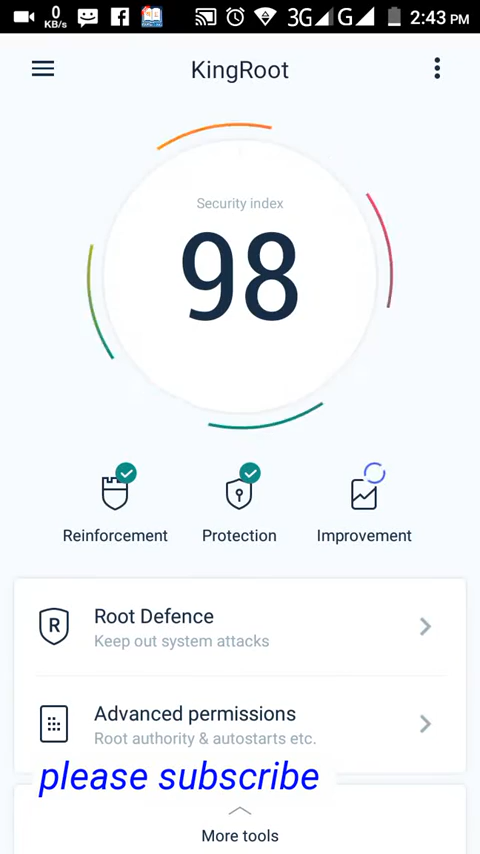 0 KB/s 3G G 2:43 PM
KingRoot
Security index
98
Reinforcement Protection Improvement
R
Root Defence
Keep out system attacks
Advanced permissions
Root authority & autostarts etc.
please subscribe
More tools